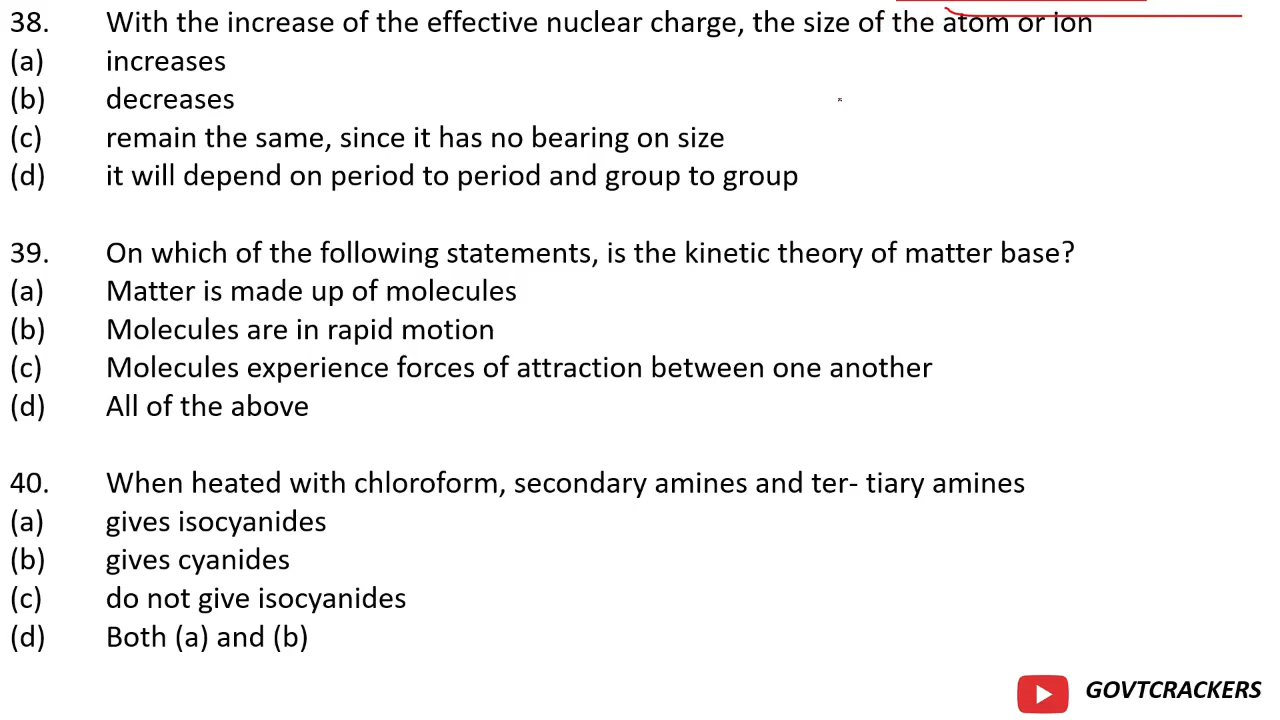 38. With the increase of the effective nuclear charge, the size of the atom or ion
(a) increases
(b) decreases
(c) remain the same, since it has no bearing on size
(d) it will depend on period to period and group to group
39. On which of the following statements, is the kinetic theory of matter base?
(a) Matter is made up of molecules
(b) Molecules are in rapid motion
(c) Molecules experience forces of attraction between one another
(d) All of the above
40. When heated with chloroform, secondary amines and ter- tiary amines
(a) gives isocyanides
(b) gives cyanides
(c) do not give isocyanides
(d) Both (a) and (b)
GOVTCRACKERS